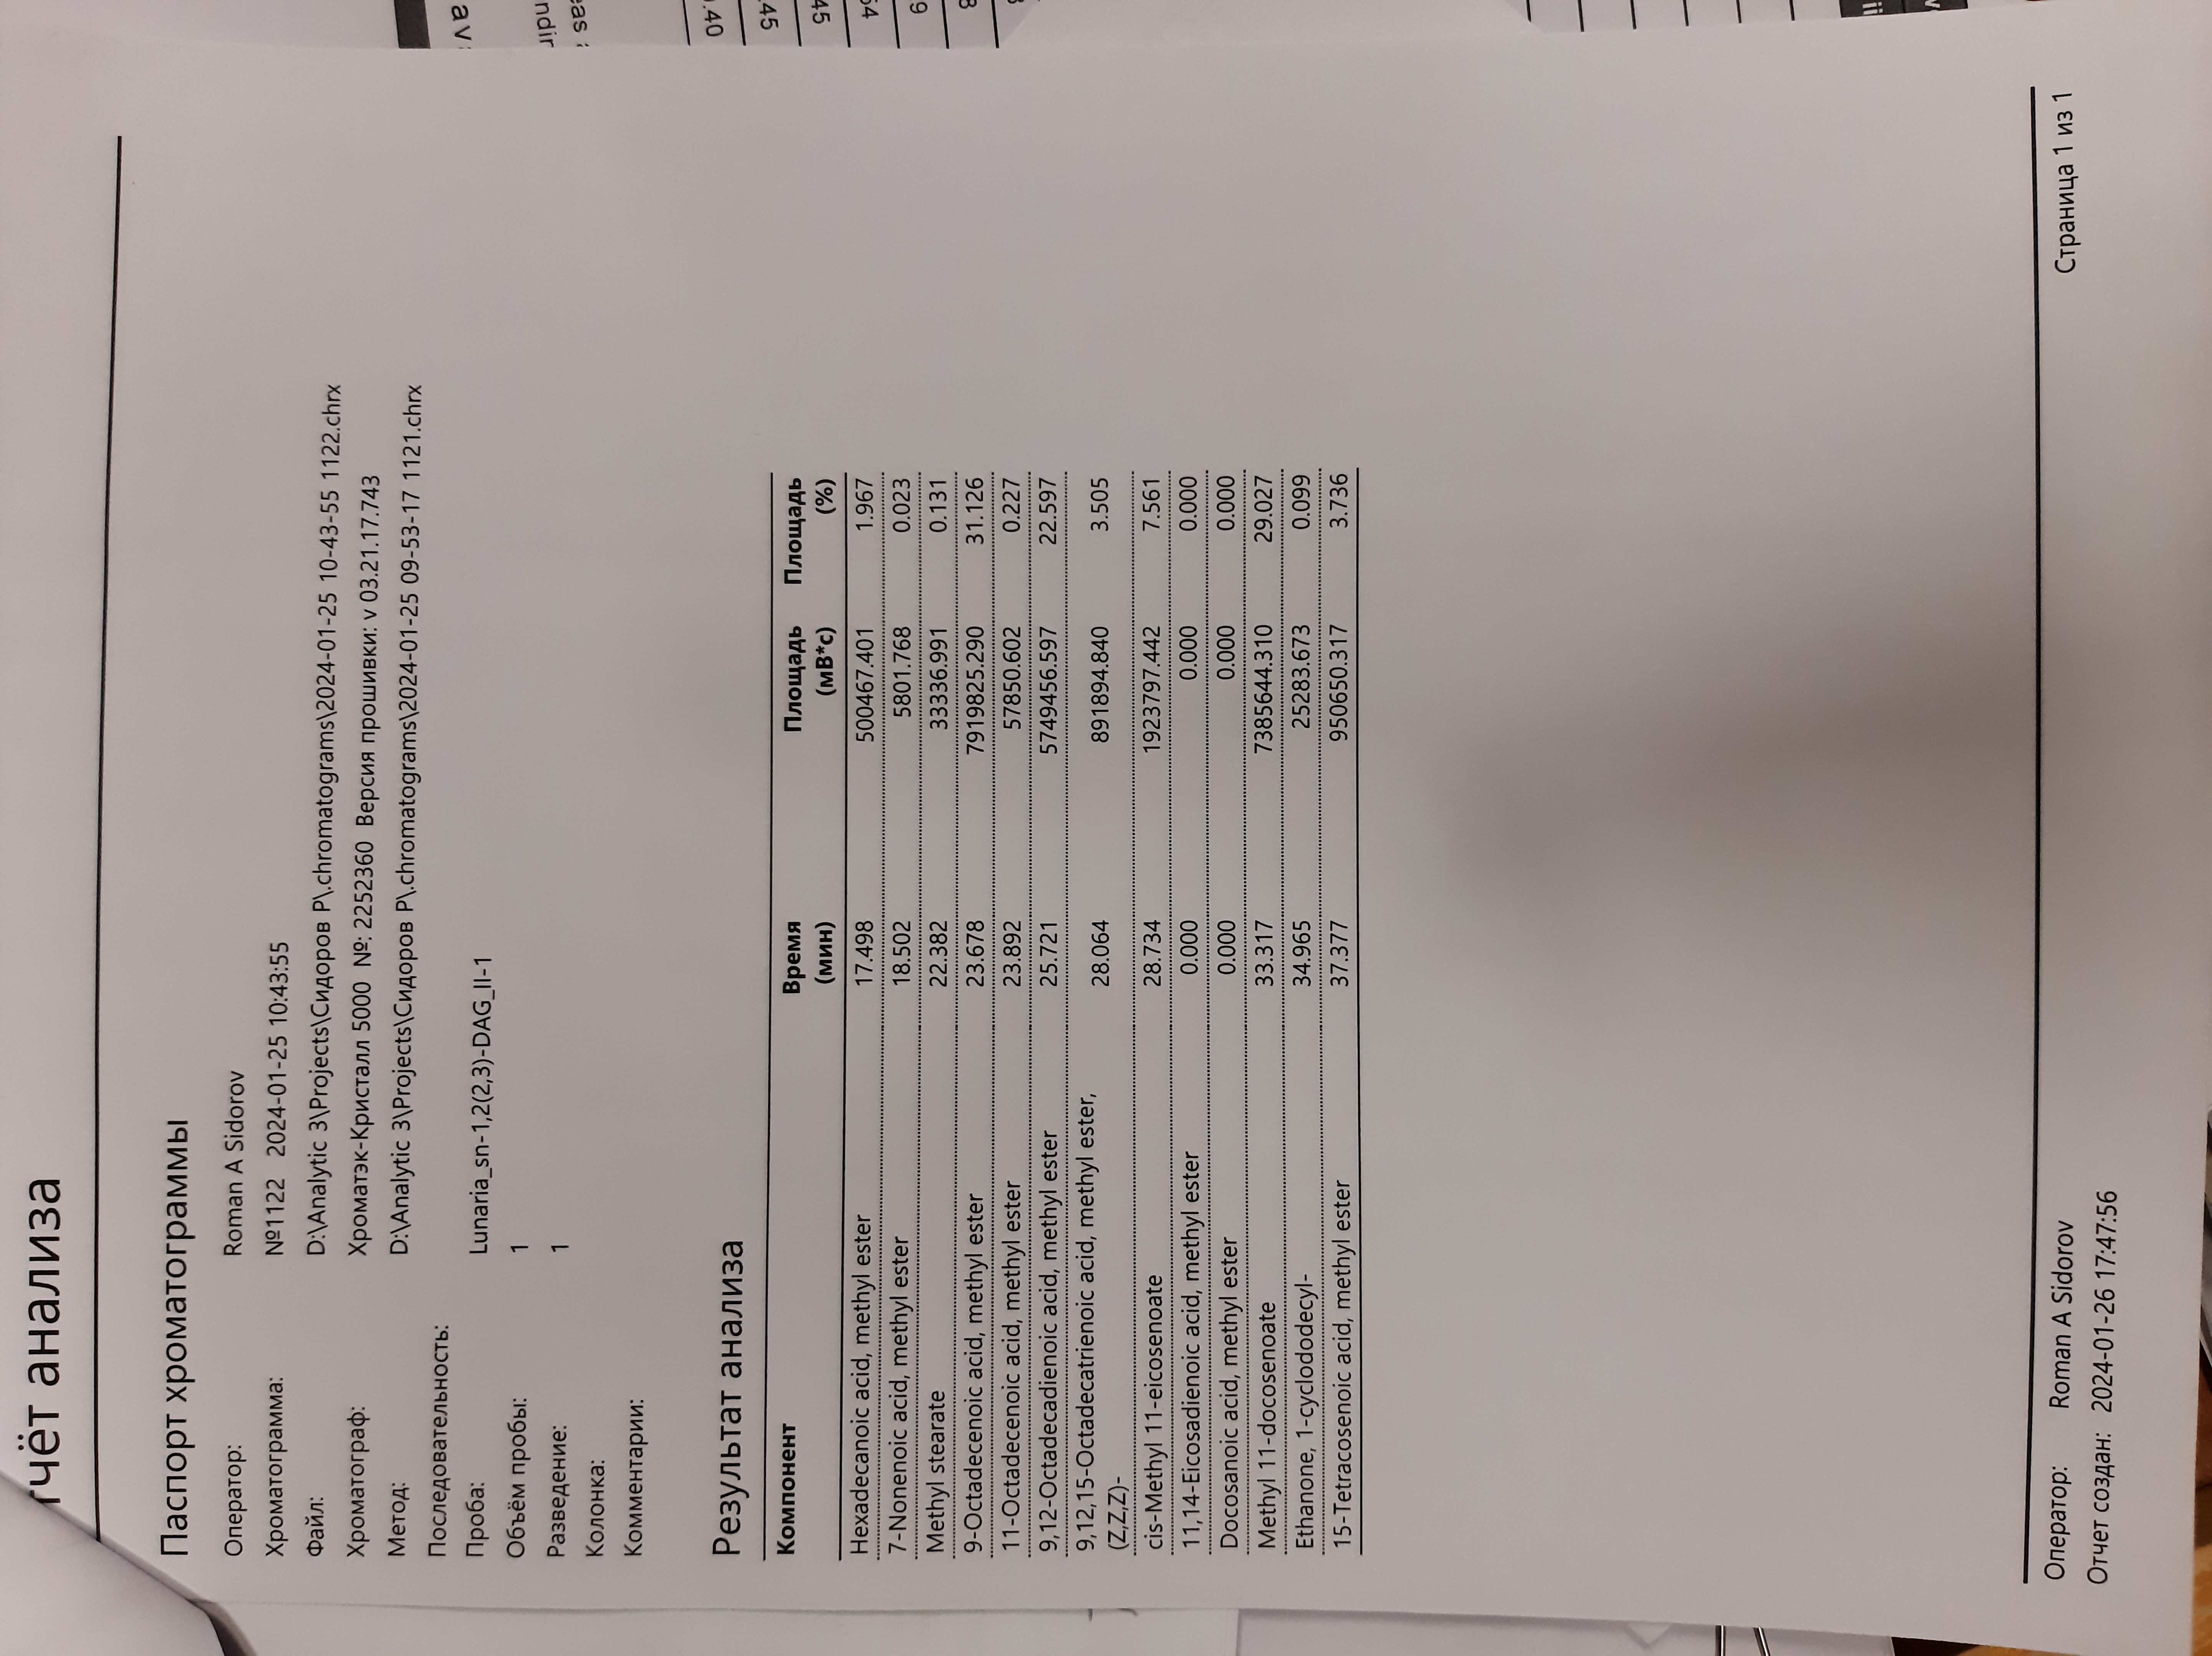 анализа
Паспорт хроматограммы
Оператор: Roman A Sidorov
Хроматограмма: №1122 2024-01-25 10:43:55
Файл: D:\Analytic 3\Projects\Сидоров Р\.chromatograms\2024-01-25 10-43-55 1122.chrx
Хроматограф: Хроматэк-Кристалл 5000 №: 2252360 Версия прошивки: v 03.21.17.743
Метод: D:\Analytic 3\Projects\Сидоров Р\.chromatograms\2024-01-25 09-53-17 1121.chrx
Последовательность:
Проба: Lunaria_sn-1,2(2,3)-DAG_II-1
Объём пробы: 1
Разведение: 1
Колонка:
Комментарии:
Результат анализа
Компонент Время Площадь Площадь
(мин) (мВ*с) (%)
Hexadecanoic acid, methyl ester 17.498 500467.401 1.967
7-Nonenoic acid, methyl ester 18.502 5801.768 0.023
Methyl stearate 22.382 33336.991 0.131
9-Octadecenoic acid, methyl ester 23.678 7919825.290 31.126
11-Octadecenoic acid, methyl ester 23.892 57850.602 0.227
9,12-Octadecadienoic acid, methyl ester 25.721 5749456.597 22.597
9,12,15-Octadecatrienoic acid, methyl ester, 28.064 891894.840 3.505
(Z,Z,Z)-
cis-Methyl 11-eicosenoate 28.734 1923797.442 7.561
11,14-Eicosadienoic acid, methyl ester 0.000 0.000 0.000
Docosanoic acid, methyl ester 0.000 0.000 0.000
Methyl 11-docosenoate 33.317 7385644.310 29.027
Ethanone, 1-cyclododecyl- 34.965 25283.673 0.099
15-Tetracosenoic acid, methyl ester 37.377 950650.317 3.736
Оператор: Roman A Sidorov Страница 1 из 1
Отчет создан: 2024-01-26 17:47:56